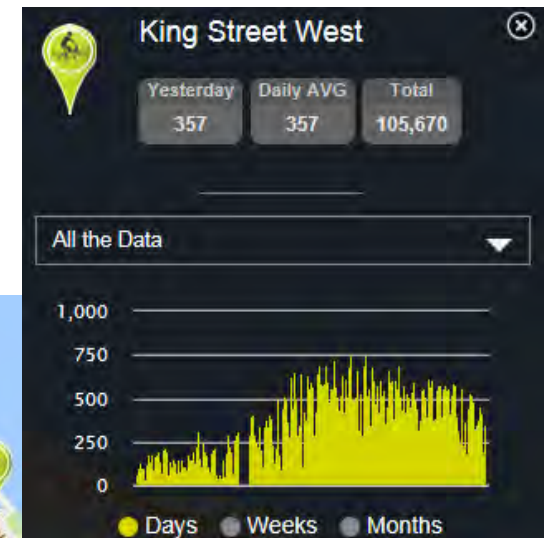 King Street West
Yesterday Daily AVG Total
357 357 105,670
All the Data
1,000
750
500
250
0
Days Weeks Months